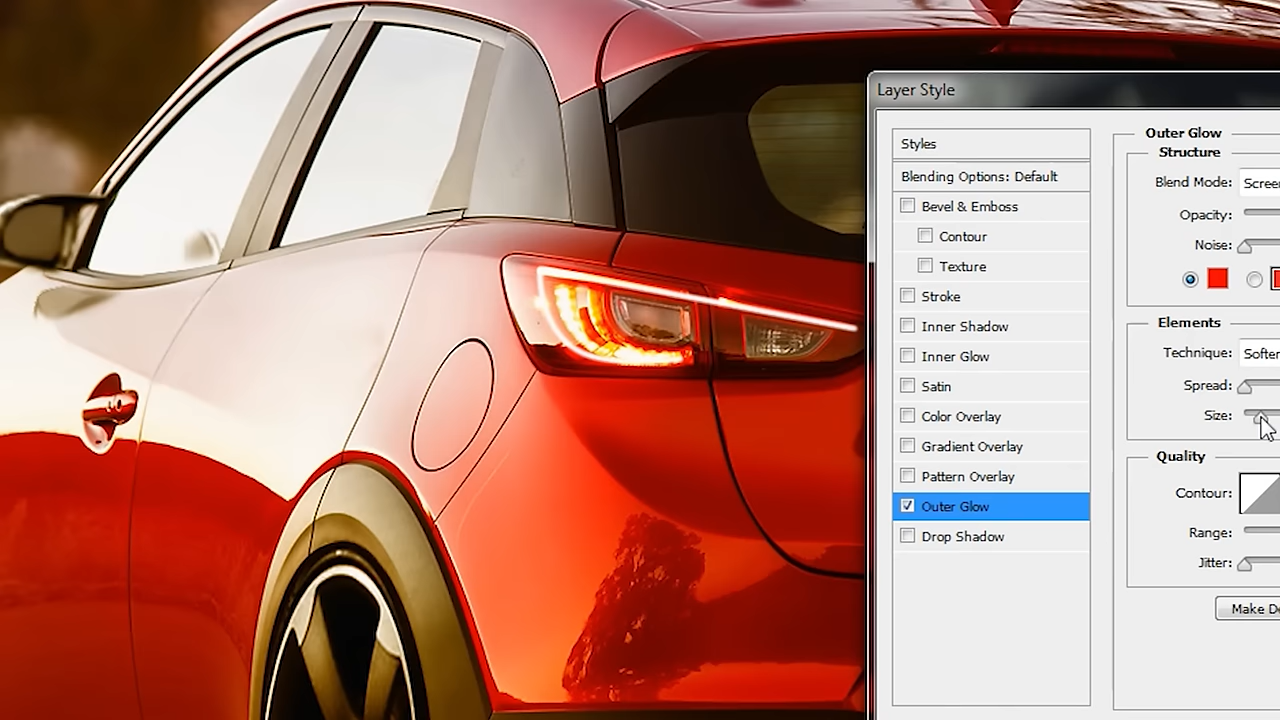 Layer Style
Styles
Blending Options: Default
Bevel & Emboss
Contour
Texture
Stroke
Inner Shadow
Inner Glow
Satin
Color Overlay
Gradient Overlay
Pattern Overlay
Outer Glow
Drop Shadow
Outer Glow
Structure
Blend Mode:
Opacity:
Noise:
Elements
Technique:
Spread:
Size:
Quality
Contour:
Range:
Jitter:
Make